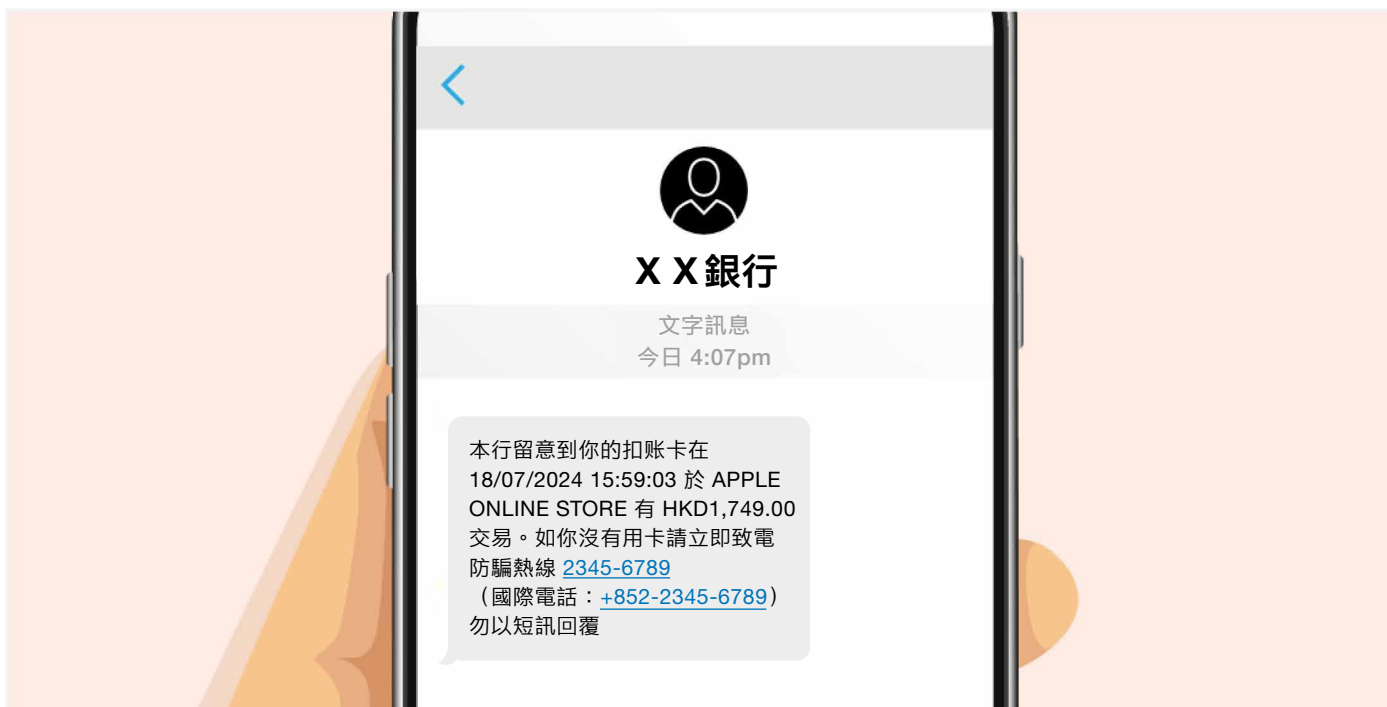 X X銀行
文字訊息
今日 4:07pm
本行留意到你的扣账卡在
18/07/2024 15:59:03 於 APPLE
ONLINE STORE 有 HKD1,749.00
交易。如你沒有用卡請立即致電
防騙熱線 2345-6789
（國際電話：+852-2345-6789）
勿以短訊回覆